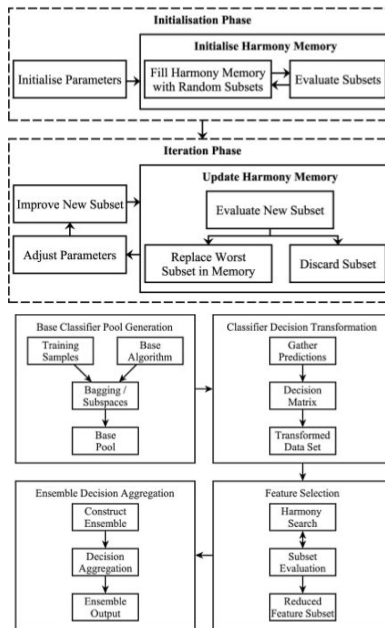 Initialisation Phase
Initialise Harmony Memory
Initialise Parameters
Fill Harmony Memory
with Random Subsets
Evaluate Subsets
Iteration Phase
Update Harmony Memory
Improve New Subset
Evaluate New Subset
Adjust Parameters
Replace Worst
Subset in Memory
Discard Subset
Base Classifier Pool Generation
Training
Samples
Base
Algorithm
Bagging /
Subspaces
Base
Pool
Classifier Decision Transformation
Gather
Predictions
Decision
Matrix
Transformed
Data Set
Ensemble Decision Aggregation
Construct
Ensemble
Decision
Aggregation
Ensemble
Output
Feature Selection
Harmony
Search
Subset
Evaluation
Reduced
Feature Subset